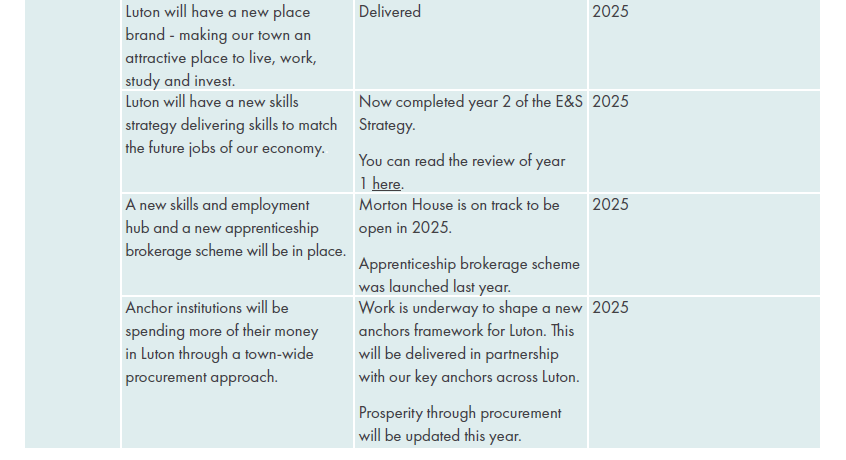 Luton will have a new place
brand - making our town an
attractive place to live, work,
study and invest.
Delivered
2025
Luton will have a new skills
strategy delivering skills to match
the future jobs of our economy.
Now completed year 2 of the E&S
Strategy.
You can read the review of year
1 here.
2025
A new skills and employment
hub and a new apprenticeship
brokerage scheme will be in place.
Morton House is on track to be
open in 2025.
Apprenticeship brokerage scheme
was launched last year.
2025
Anchor institutions will be
spending more of their money
in Luton through a town-wide
procurement approach.
Work is underway to shape a new
anchors framework for Luton. This
will be delivered in partnership
with our key anchors across Luton.
Prosperity through procurement
will be updated this year.
2025